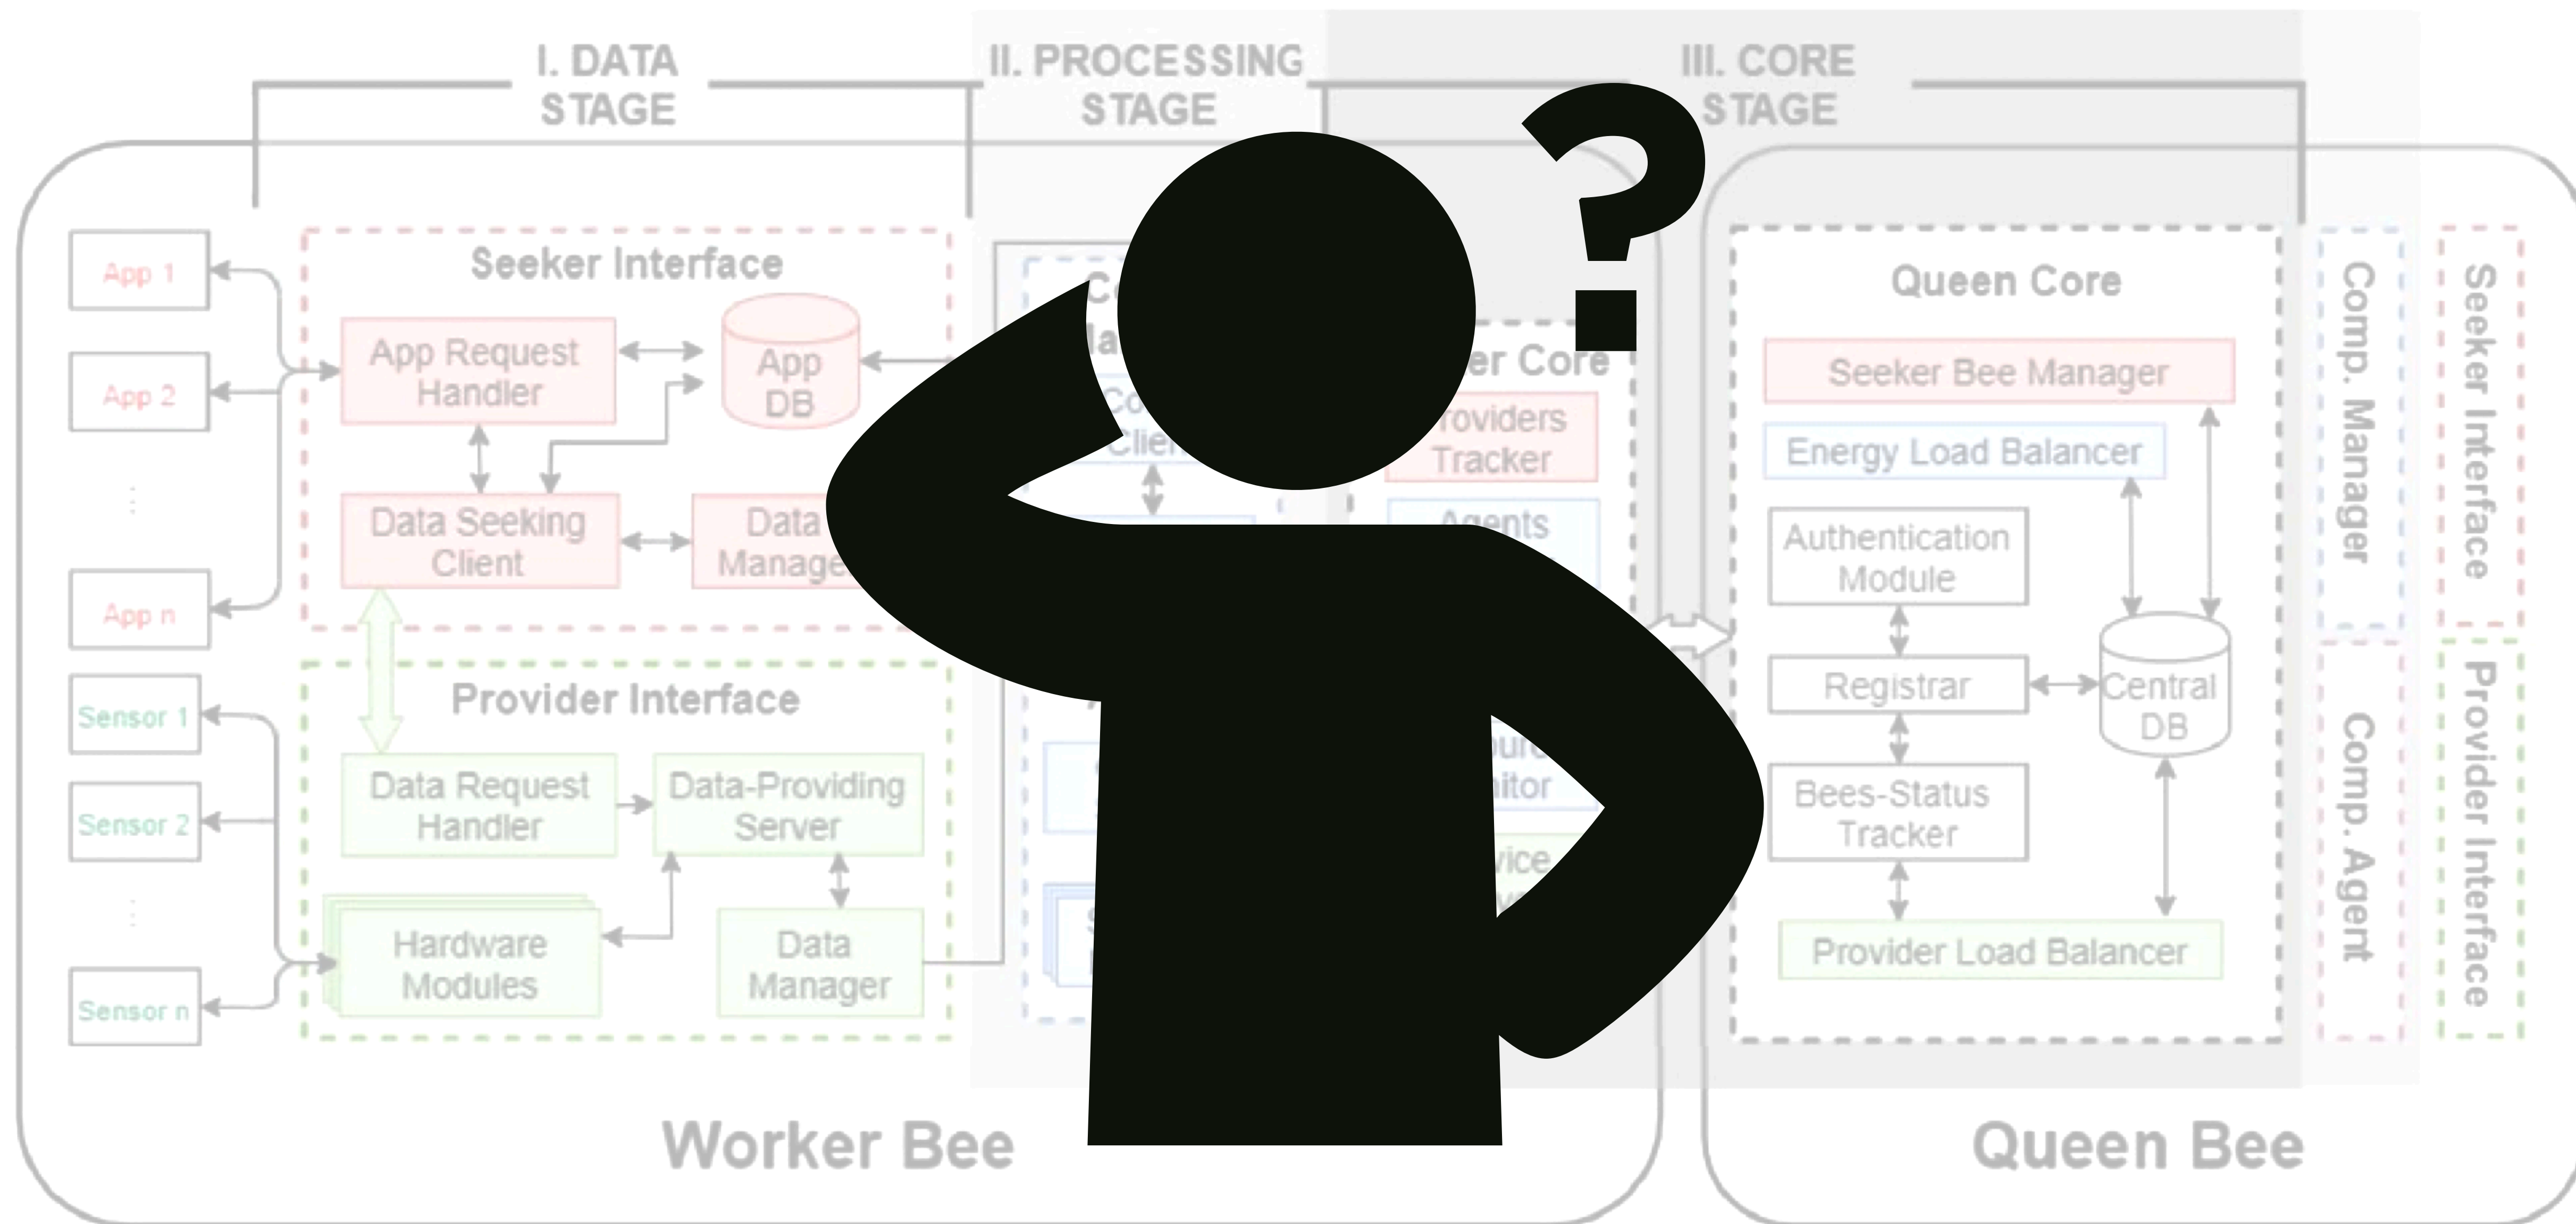 I. DATA
STAGE
II. PROCESSING
STAGE
III. CORE
STAGE
?
App 1
App 2
App n
Sensor 1
Sensor 2
Sensor n
Seeker Interface
App Request
Handler
App
DB
Data Seeking
Client
Data
Provider Interface
Data Request
Handler
Data-Providing
Server
Hardware
Modules
Data
Manager
Core
Tracker
Agents
Queen Core
Seeker Bee Manager
Energy Load Balancer
Authentication
Module
Registrar
Central
DB
Bees-Status
Tracker
Provider Load Balancer
Comp. Manager
Comp. Agent
Seeker Interface
Provider Interface
Worker Bee
Queen Bee